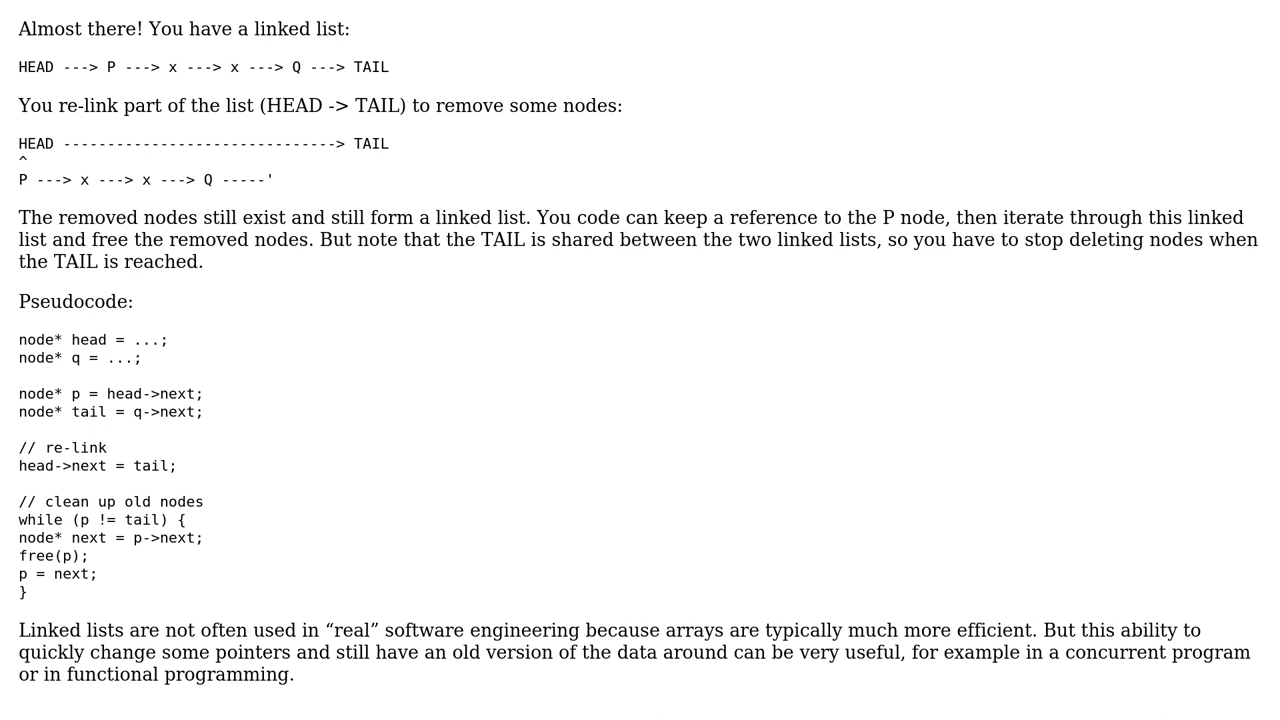 Almost there! You have a linked list:
HEAD ---> P ---> x ---> x ---> Q ---> TAIL
You re-link part of the list (HEAD -> TAIL) to remove some nodes:
HEAD -------------------------------> TAIL
^
P ---> x ---> x ---> Q -----'
The removed nodes still exist and still form a linked list. You code can keep a reference to the P node, then iterate through this linked
list and free the removed nodes. But note that the TAIL is shared between the two linked lists, so you have to stop deleting nodes when
the TAIL is reached.
Pseudocode:
node* head = ...;
node* q = ...;
node* p = head->next;
node* tail = q->next;
// re-link
head->next = tail;
// clean up old nodes
while (p != tail) {
node* next = p->next;
free(p);
p = next;
}
Linked lists are not often used in “real” software engineering because arrays are typically much more efficient. But this ability to
quickly change some pointers and still have an old version of the data around can be very useful, for example in a concurrent program
or in functional programming.